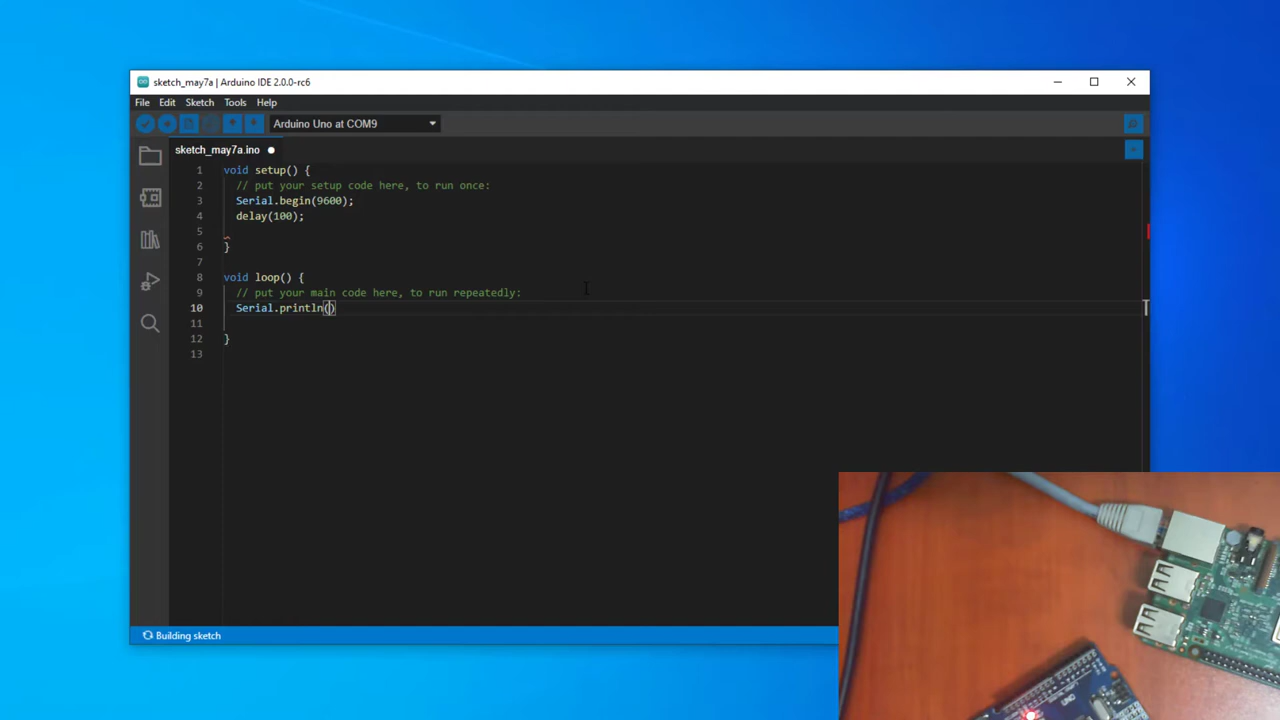 sketch_may7a | Arduino IDE 2.0.0-rc6
File Edit Sketch Tools Help
Arduino Uno at COM9
sketch_may7a.ino
1 void setup() {
2 // put your setup code here, to run once:
3 Serial.begin(9600);
4 delay(100);
5
6 }
7
8 void loop() {
9 // put your main code here, to run repeatedly:
10 Serial.println()
11
12 }
13
Building sketch